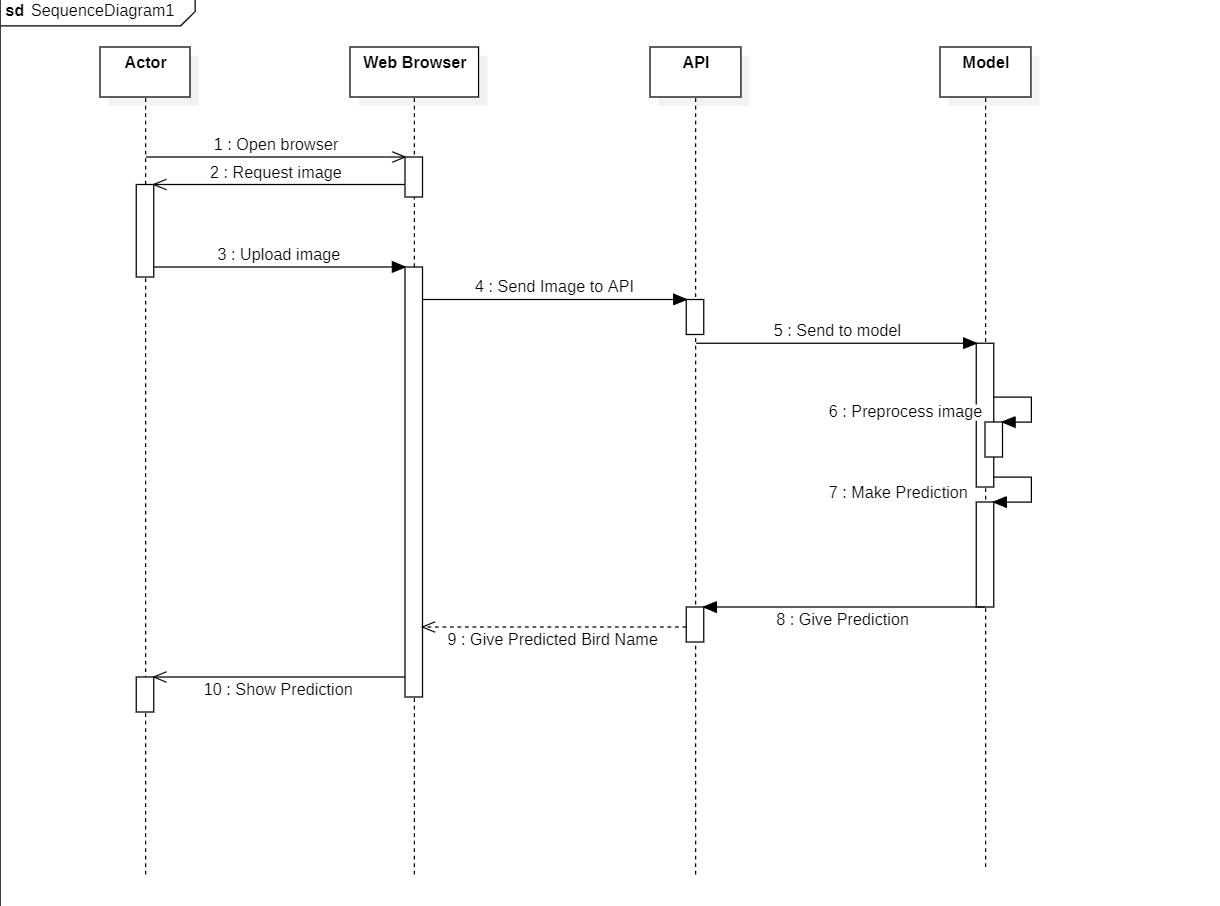 sd SequenceDiagram1
Actor
Web Browser
API
Model
1 : Open browser
2 : Request image
3 : Upload image
4 : Send Image to API
5 : Send to model
6 : Preprocess image
7 : Make Prediction
8 : Give Prediction
9 : Give Predicted Bird Name
10 : Show Prediction